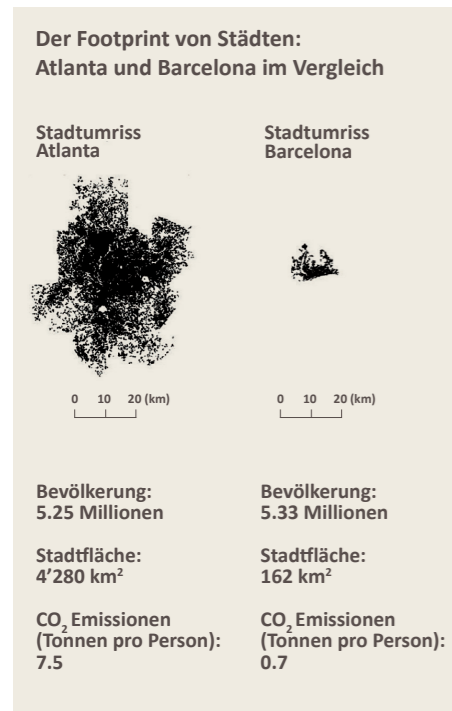 Der Footprint von Städten:
Atlanta und Barcelona im Vergleich
Stadtumriss
Atlanta
Stadtumriss
Barcelona
0 10 20 (km)
0 10 20 (km)
Bevölkerung:
5.25 Millionen
Stadtfläche:
4’280 km²
CO₂ Emissionen
(Tonnen pro Person):
7.5
Bevölkerung:
5.33 Millionen
Stadtfläche:
162 km²
CO₂ Emissionen
(Tonnen pro Person):
0.7